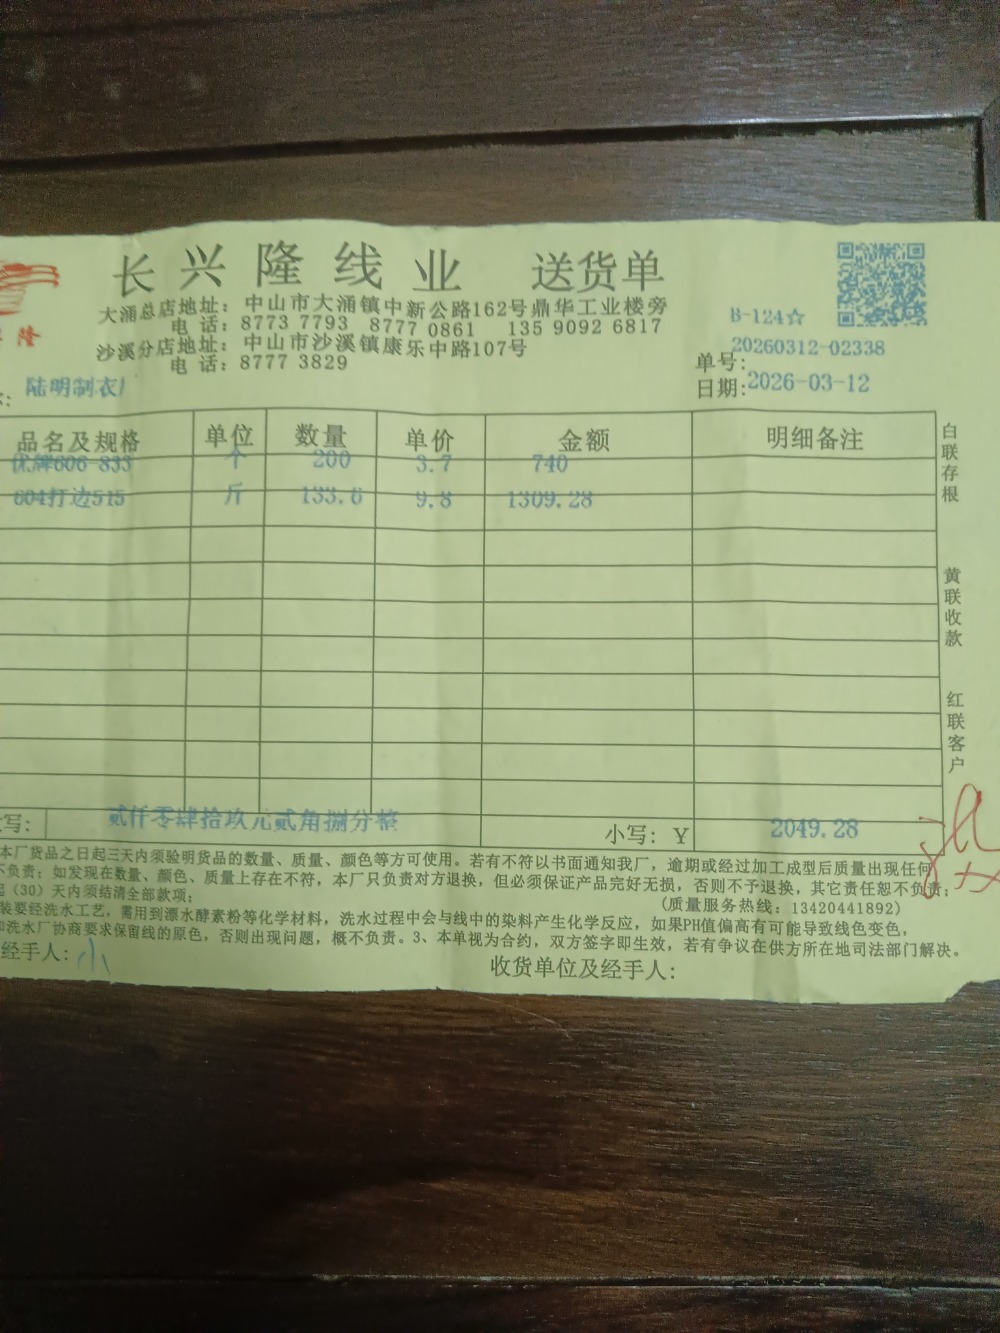 长兴隆线业 送货单
隆
大涌总店地址：中山市大涌镇中新公路162号鼎华工业楼旁
电 话：8773 7793 8777 0861 135 9092 6817
沙溪分店地址：中山市沙溪镇康乐中路107号
电 话：8777 3829
B-124☆
单号：20260312-02338
日期：2026-03-12
：陆明制衣厂
品名及规格 单位 数量 单价 金额 明细备注
优牌606-833 个 200 3.7 740
604打边515 斤 133.6 9.8 1309.28
白联存根
黄联收款
红联客户
写： 贰仟零肆拾玖元贰角捌分整 小写：¥ 2049.28
本厂货品之日起三天内须验明货品的数量、质量、颜色等方可使用。若有不符以书面通知我厂，逾期或经过加工成型后质量出现任何
不负责；如发现在数量、颜色、质量上存在不符，本厂只负责对方退换，但必须保证产品完好无损，否则不予退换，其它责任恕不负责；
（30）天内须结清全部款项； （质量服务热线：13420441892）
装要经洗水工艺，需用到漂水酵素粉等化学材料，洗水过程中会与线中的染料产生化学反应，如果PH值偏高有可能导致线色变色，
洗水厂协商要求保留线的原色，否则出现问题，概不负责。3、本单视为合约，双方签字即生效，若有争议在供方所在地司法部门解决。
经手人：小 收货单位及经手人：